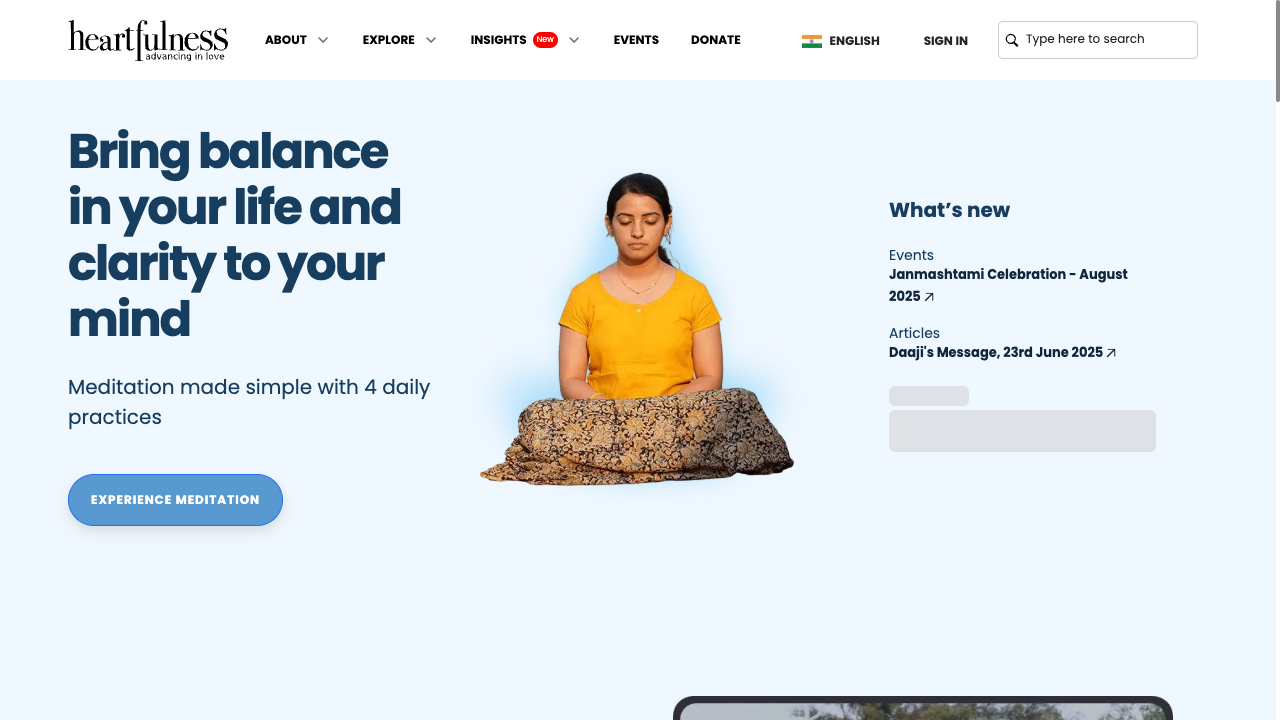 heartfulness
advancing in love
ABOUT
EXPLORE
INSIGHTS New
EVENTS
DONATE
ENGLISH
SIGN IN
Type here to search
Bring balance
in your life and
clarity to your
mind
Meditation made simple with 4 daily
practices
EXPERIENCE MEDITATION
What’s new
Events
Janmashtami Celebration - August
2025
Articles
Daaji's Message, 23rd June 2025